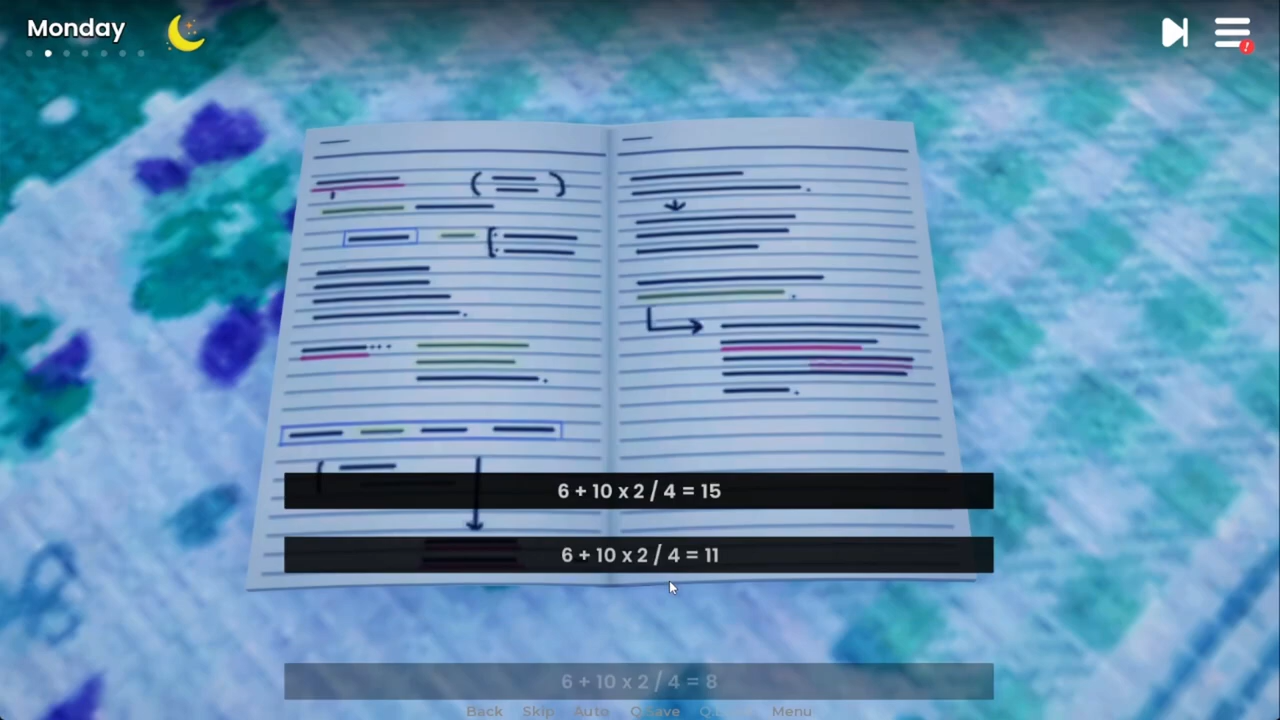 Monday
6 + 10 x 2 / 4 = 15
6 + 10 x 2 / 4 = 11
6 + 10 x 2 / 4 = 8
Back Skip Auto Q.Save Menu